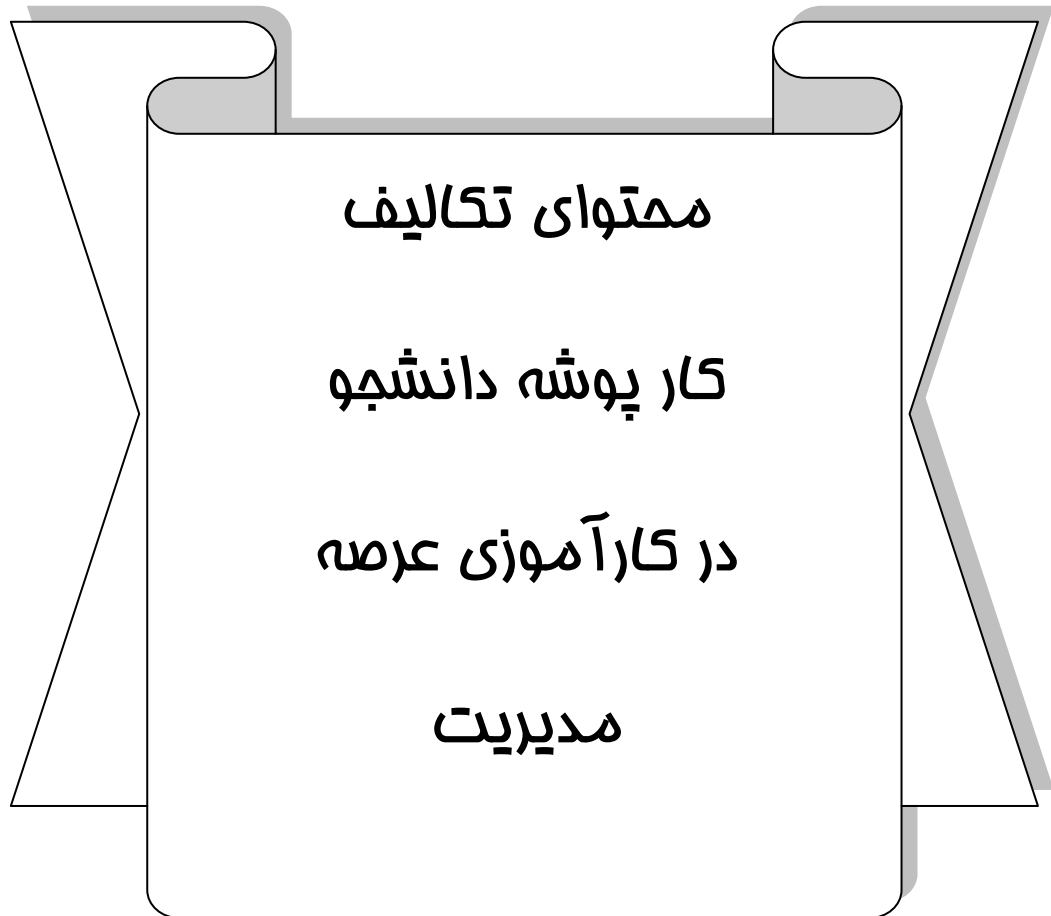 محتوای تکالیف
کار پوشه دانشجو
در کارآموزی عرصه
مدیریت